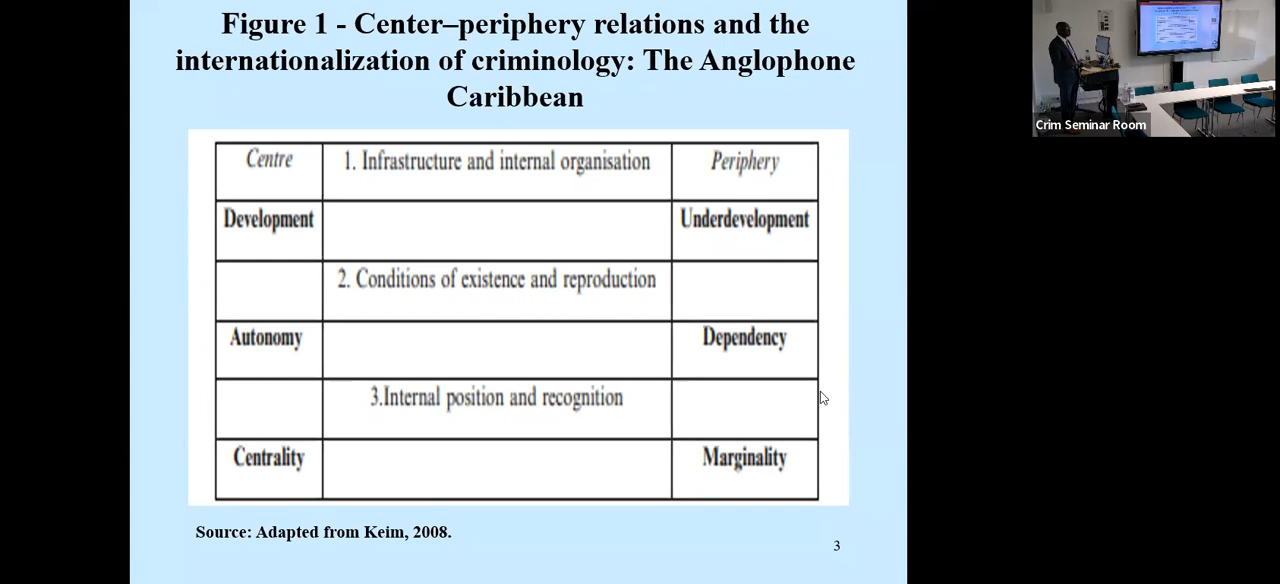 Figure 1 - Center–periphery relations and the
internationalization of criminology: The Anglophone
Caribbean
Centre 1. Infrastructure and internal organisation Periphery
Development Underdevelopment
2. Conditions of existence and reproduction
Autonomy Dependency
3.Internal position and recognition
Centrality Marginality
Source: Adapted from Keim, 2008.
3
Crim Seminar Room